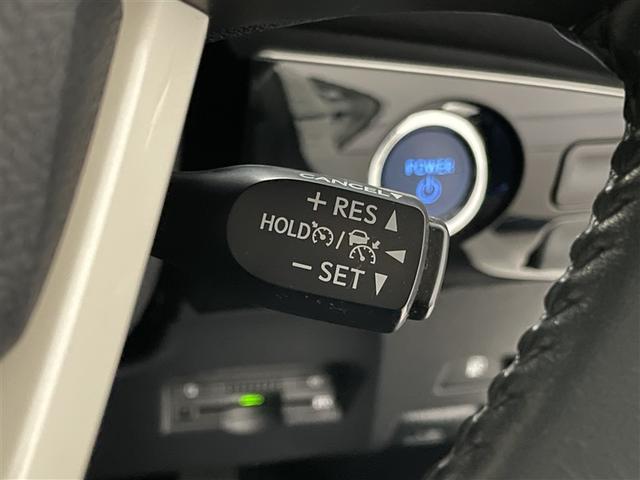 CANCEL
+ RES
HOLD /
− SET
POWER